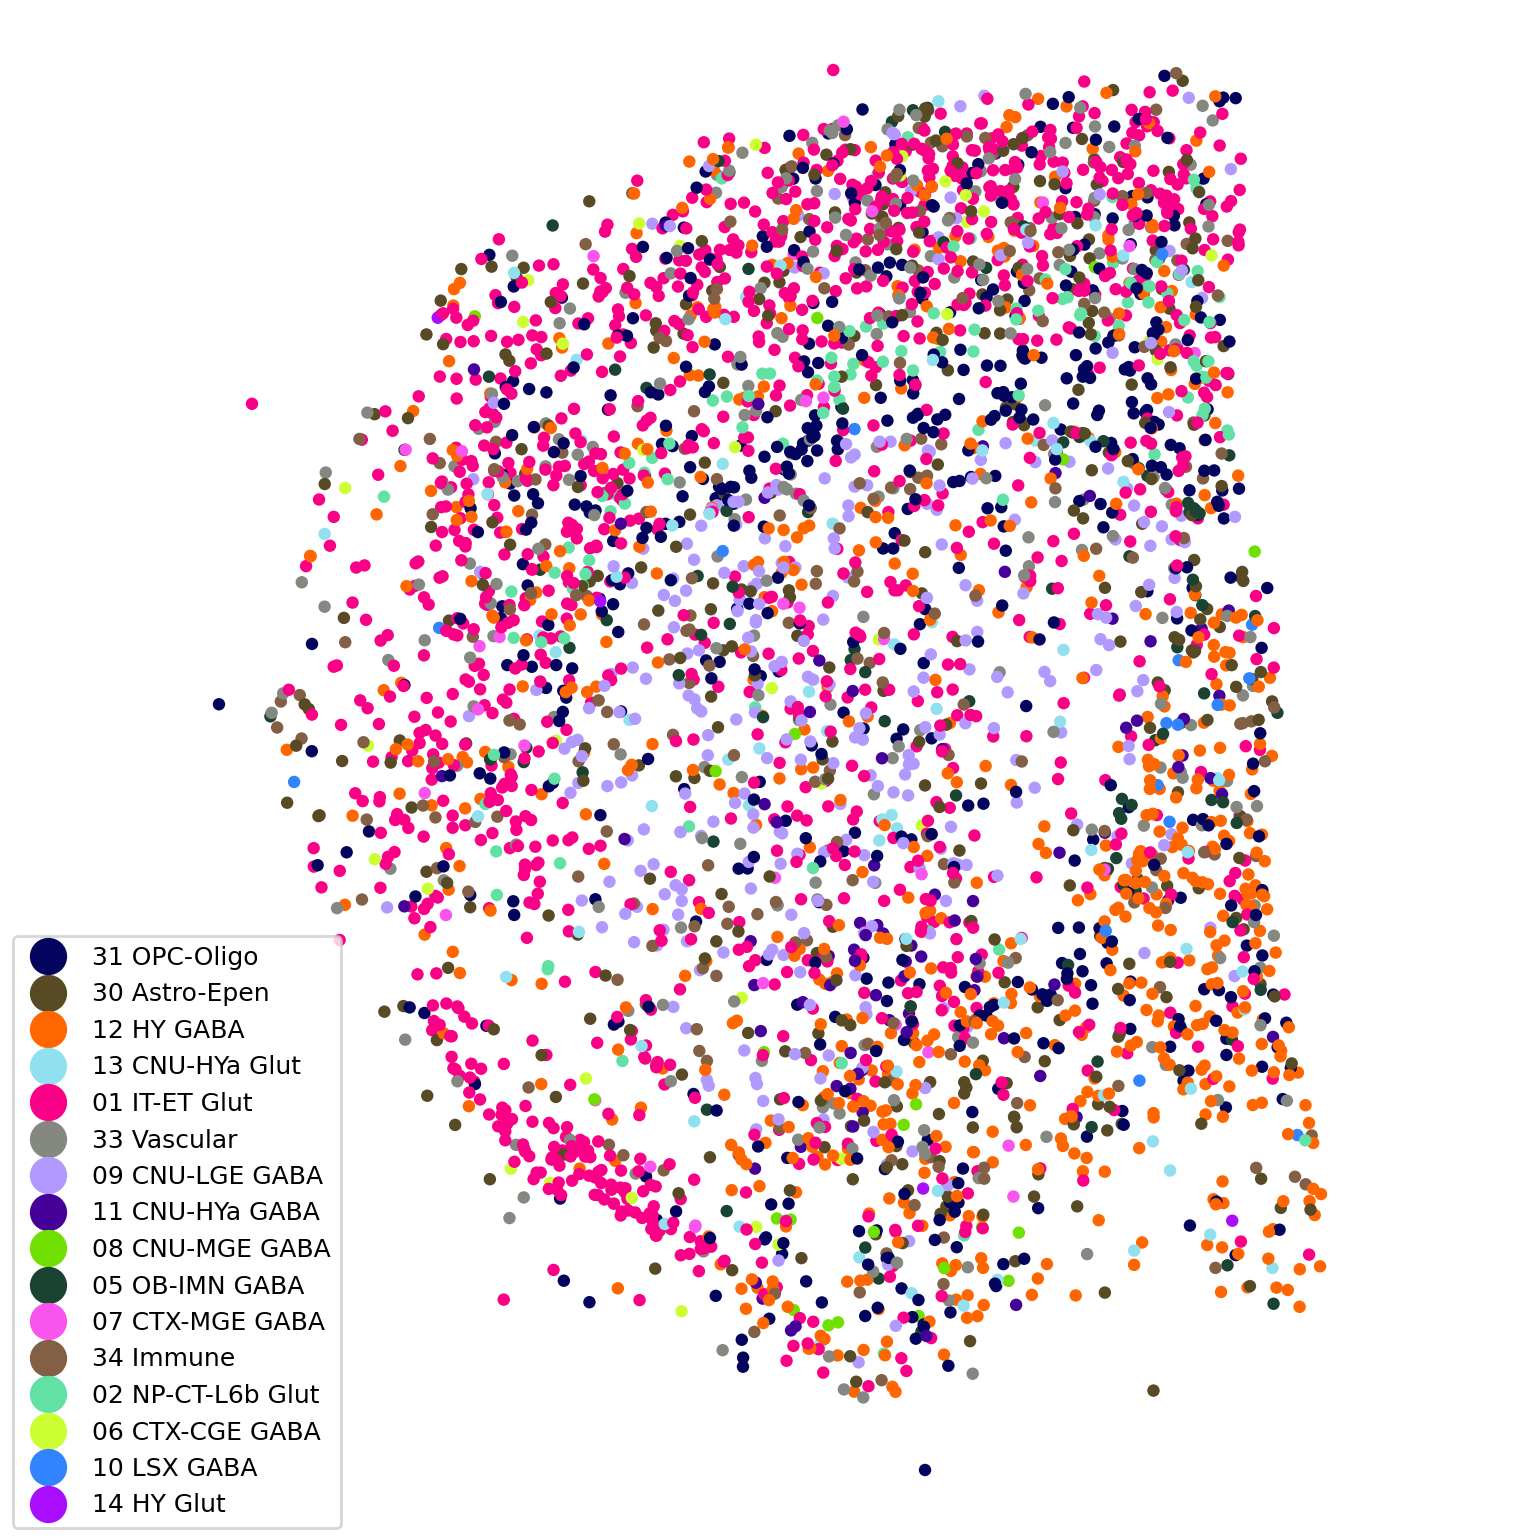 31 OPC-Oligo
30 Astro-Epen
12 HY GABA
13 CNU-HYa Glut
01 IT-ET Glut
33 Vascular
09 CNU-LGE GABA
11 CNU-HYa GABA
08 CNU-MGE GABA
05 OB-IMN GABA
07 CTX-MGE GABA
34 Immune
02 NP-CT-L6b Glut
06 CTX-CGE GABA
10 LSX GABA
14 HY Glut